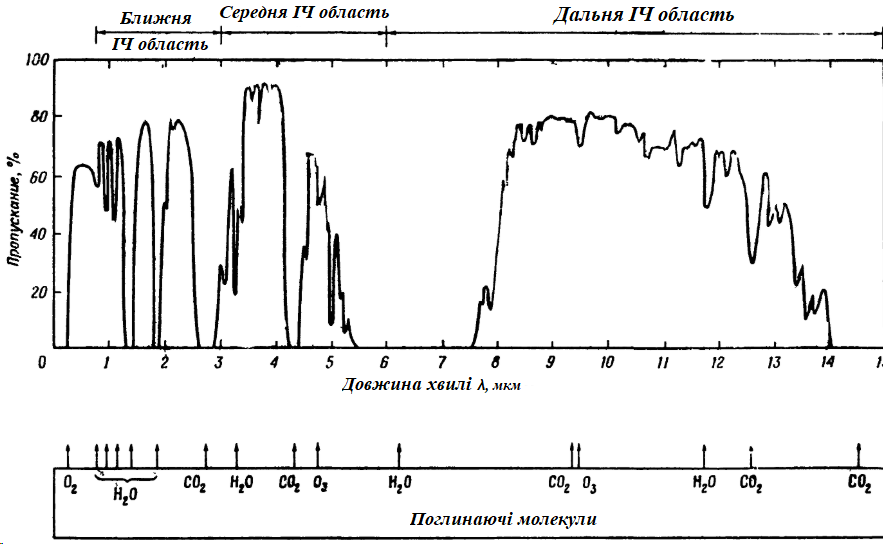 Ближня
ІЧ область
Середня ІЧ область
Дальня ІЧ область
Пропускание, %
100
80
60
40
20
0 1 2 3 4 5 6 7 8 9 10 11 12 13 14 15
Довжина хвилі λ, мкм
O₂ H₂O CO₂ H₂O CO₂ O₃ H₂O CO₂ O₃ H₂O CO₂ CO₂
Поглинаючі молекули